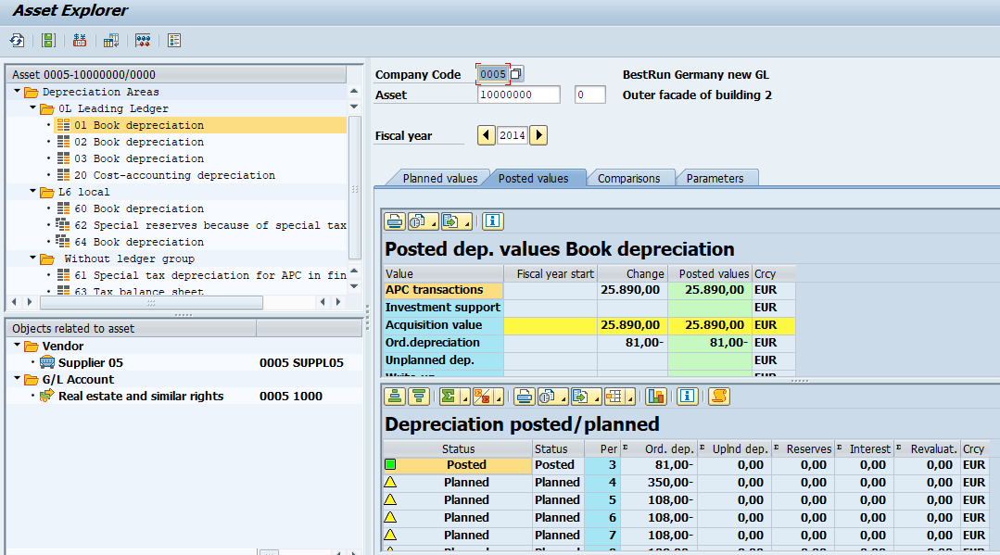 Asset Explorer
Asset 0005-10000000/0000
Depreciation Areas
0L Leading Ledger
01 Book depreciation
02 Book depreciation
03 Book depreciation
20 Cost-accounting depreciation
L6 local
60 Book depreciation
62 Special reserves because of special tax
64 Book depreciation
Without ledger group
61 Special tax depreciation for APC in fin
63 Tax balance sheet
Objects related to asset
Vendor
Supplier 05 0005 SUPPL05
G/L Account
Real estate and similar rights 0005 1000
Company Code 0005 BestRun Germany new GL
Asset 10000000 0 Outer facade of building 2
Fiscal year 2014
Planned values Posted values Comparisons Parameters
Posted dep. values Book depreciation
Value Fiscal year start Change Posted values Crcy
APC transactions 25.890,00 25.890,00 EUR
Investment support EUR
Acquisition value 25.890,00 25.890,00 EUR
Ord.depreciation 81,00- 81,00- EUR
Unplanned dep. EUR
Write-up EUR
Depreciation posted/planned
Status Status Per Σ Ord. dep. Σ Uplnd dep. Σ Reserves Σ Interest Σ Revaluat. Crcy
Posted Posted 3 81,00- 0,00 0,00 0,00 0,00 EUR
Planned Planned 4 350,00- 0,00 0,00 0,00 0,00 EUR
Planned Planned 5 108,00- 0,00 0,00 0,00 0,00 EUR
Planned Planned 6 108,00- 0,00 0,00 0,00 0,00 EUR
Planned Planned 7 108,00- 0,00 0,00 0,00 0,00 EUR